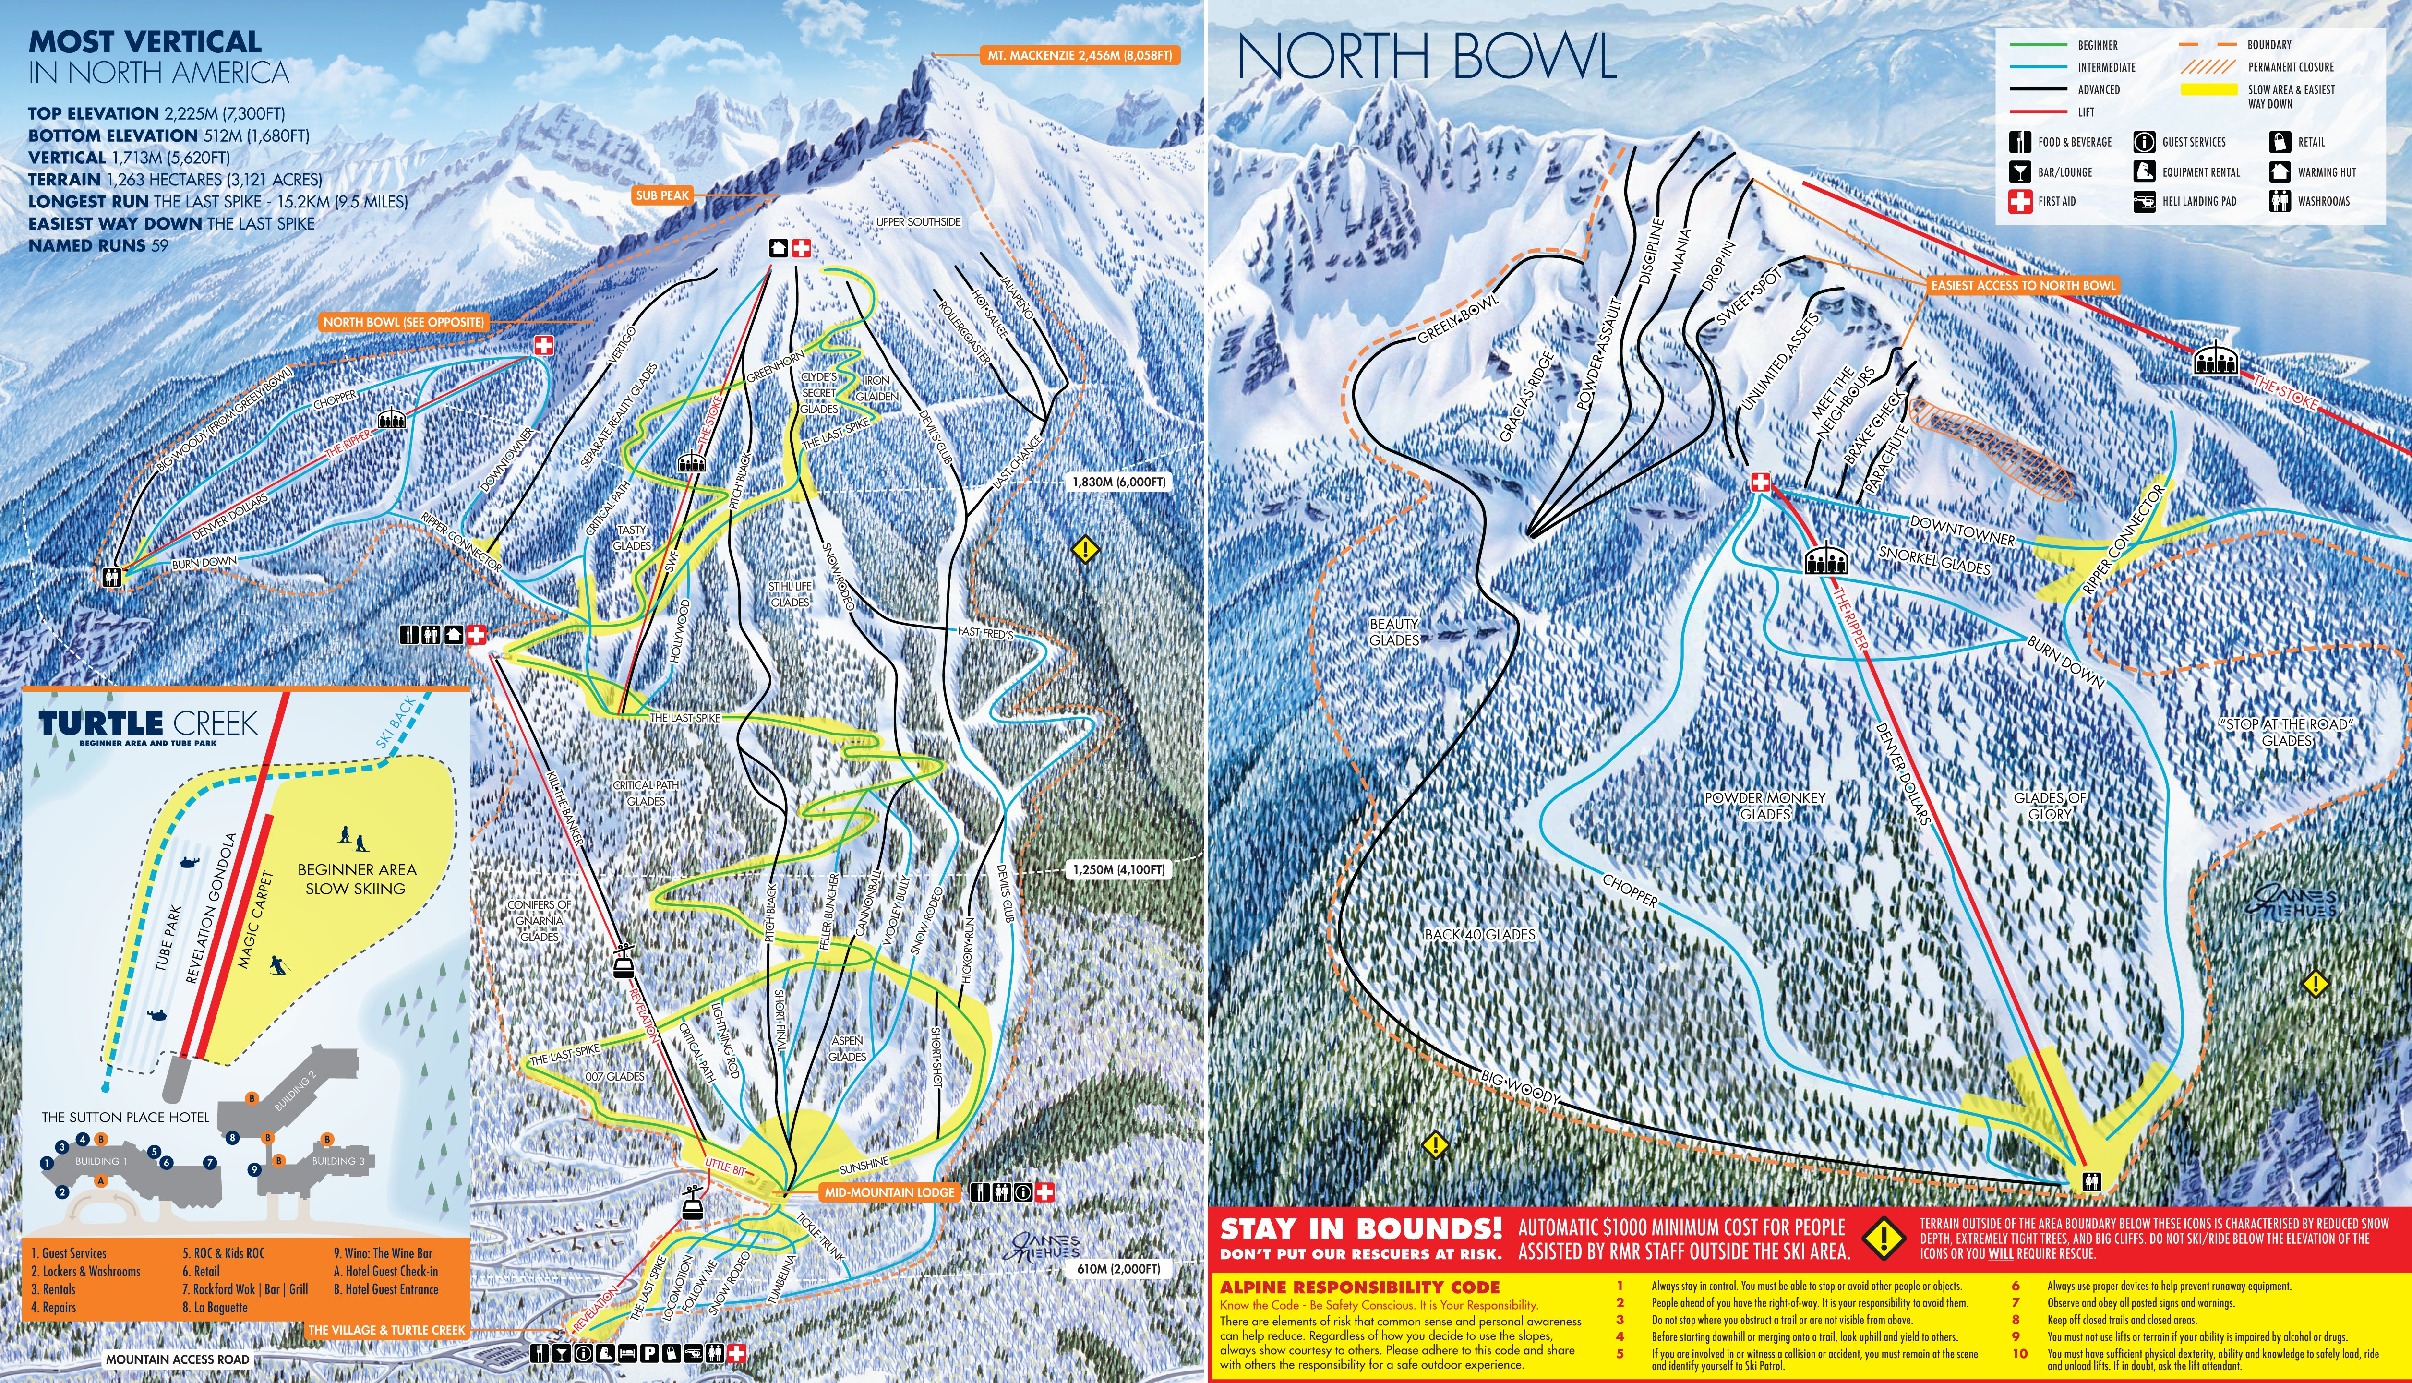 MOST VERTICAL
IN NORTH AMERICA
TOP ELEVATION 2,225M (7,300FT)
BOTTOM ELEVATION 512M (1,680FT)
VERTICAL 1,713M (5,620FT)
TERRAIN 1,263 HECTARES (3,121 ACRES)
LONGEST RUN THE LAST SPIKE - 15.2KM (9.5 MILES)
EASIEST WAY DOWN THE LAST SPIKE
NAMED RUNS 59
MT. MACKENZIE 2,456M (8,058FT)
SUB PEAK
UPPER SOUTHSIDE
NORTH BOWL (SEE OPPOSITE)
BIG WOODY (FROM GREELY BOWL)
CHOPPER
THE RIPPER
DENVER DOLLARS
BURN DOWN
DOWNTOWNER
RIPPER CONNECTOR
VERTIGO
SEPARATE REALITY GLADES
CRITICAL PATH
TASTY
GLADES
GREENHORN
THE STOKE
PITCH BLACK
SWF
HOLLYWOOD
CLYDE'S
SECRET
GLADES
IRON
GLAIDEN
THE LAST SPIKE
DEVIL'S CLUB
ROLLERCOASTER
HOT SAUCE
JALAPENO
LAST CHANCE
1,830M (6,000FT)
STIHL LIFE
GLADES
SNOW RODEO
FAST FRED'S
THE LAST SPIKE
KILL THE BANKER
CRITICAL PATH
GLADES
CONIFERS OF
GNARNIA
GLADES
1,250M (4,100FT)
PITCH BLACK
FELLER BUNCHER
CANNONBALL
WOOLEY BULLY
SNOW RODEO
HICKORY RUN
DEVIL'S CLUB
REVELATION
CRITICAL PATH
LIGHTNING ROD
SHORT FINAL
ASPEN
GLADES
SHORT SHOT
THE LAST SPIKE
007 GLADES
LITTLE BIT
SUNSHINE
MID-MOUNTAIN LODGE
TICKLE TRUNK
JAMES
NIEHUES
610M (2,000FT)
REVELATION
THE LAST SPIKE
LOCOMOTION
FOLLOW ME
SNOW RODEO
TUMBELINA
MOUNTAIN ACCESS ROAD
TURTLE CREEK
BEGINNER AREA AND TUBE PARK
SKI BACK
TUBE PARK
REVELATION GONDOLA
MAGIC CARPET
BEGINNER AREA
SLOW SKIING
THE SUTTON PLACE HOTEL
BUILDING 1
BUILDING 2
BUILDING 3
1
2
3
4
5
6
7
8
9
A
B
B
B
B
B
1. Guest Services
2. Lockers & Washrooms
3. Rentals
4. Repairs
5. ROC & Kids ROC
6. Retail
7. Rockford Wok | Bar | Grill
8. La Baguette
9. Wino: The Wine Bar
A. Hotel Guest Check-in
B. Hotel Guest Entrance
THE VILLAGE & TURTLE CREEK
NORTH BOWL
BEGINNER
INTERMEDIATE
ADVANCED
LIFT
BOUNDARY
PERMANENT CLOSURE
SLOW AREA & EASIEST
WAY DOWN
FOOD & BEVERAGE
GUEST SERVICES
RETAIL
BAR/LOUNGE
EQUIPMENT RENTAL
WARMING HUT
FIRST AID
HELI LANDING PAD
WASHROOMS
EASIEST ACCESS TO NORTH BOWL
GREELY BOWL
GRACIAS RIDGE
POWDER ASSAULT
DISCIPLINE
MANIA
DROP IN
SWEET SPOT
UNLIMITED ASSETS
MEET THE
NEIGHBOURS
BRAKE CHECK
PARACHUTE
THE STOKE
DOWNTOWNER
SNORKEL GLADES
RIPPER CONNECTOR
THE RIPPER
BURN DOWN
BEAUTY
GLADES
"STOP AT THE ROAD"
GLADES
POWDER MONKEY
GLADES
DENVER DOLLARS
GLADES OF
GLORY
CHOPPER
BACK 40 GLADES
BIG WOODY
JAMES
NIEHUES
STAY IN BOUNDS!
DON'T PUT OUR RESCUERS AT RISK.
AUTOMATIC $1000 MINIMUM COST FOR PEOPLE
ASSISTED BY RMR STAFF OUTSIDE THE SKI AREA.
TERRAIN OUTSIDE OF THE AREA BOUNDARY BELOW THESE ICONS IS CHARACTERISED BY REDUCED SNOW
DEPTH, EXTREMELY TIGHT TREES, AND BIG CLIFFS. DO NOT SKI/RIDE BELOW THE ELEVATION OF THE
ICONS OR YOU WILL REQUIRE RESCUE.
ALPINE RESPONSIBILITY CODE
Know the Code - Be Safety Conscious. It is Your Responsibility.
There are elements of risk that common sense and personal awareness
can help reduce. Regardless of how you decide to use the slopes,
always show courtesy to others. Please adhere to this code and share
with others the responsibility for a safe outdoor experience.
1 Always stay in control. You must be able to stop or avoid other people or objects.
2 People ahead of you have the right-of-way. It is your responsibility to avoid them.
3 Do not stop where you obstruct a trail or are not visible from above.
4 Before starting downhill or merging onto a trail, look uphill and yield to others.
5 If you are involved in or witness a collision or accident, you must remain at the scene
and identify yourself to Ski Patrol.
6 Always use proper devices to help prevent runaway equipment.
7 Observe and obey all posted signs and warnings.
8 Keep off closed trails and closed areas.
9 You must not use lifts or terrain if your ability is impaired by alcohol or drugs.
10 You must have sufficient physical dexterity, ability and knowledge to safely load, ride
and unload lifts. If in doubt, ask the lift attendant.